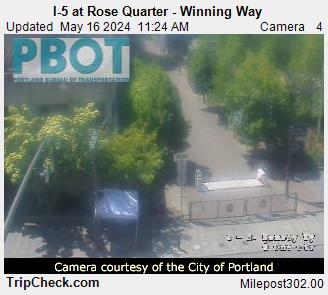 I-5 at Rose Quarter - Winning Way
Updated May 16 2024 11:24 AM Camera 4
PBOT
PORTLAND BUREAU OF TRANSPORTATION
Camera courtesy of the City of Portland
TripCheck.com Milepost302.00